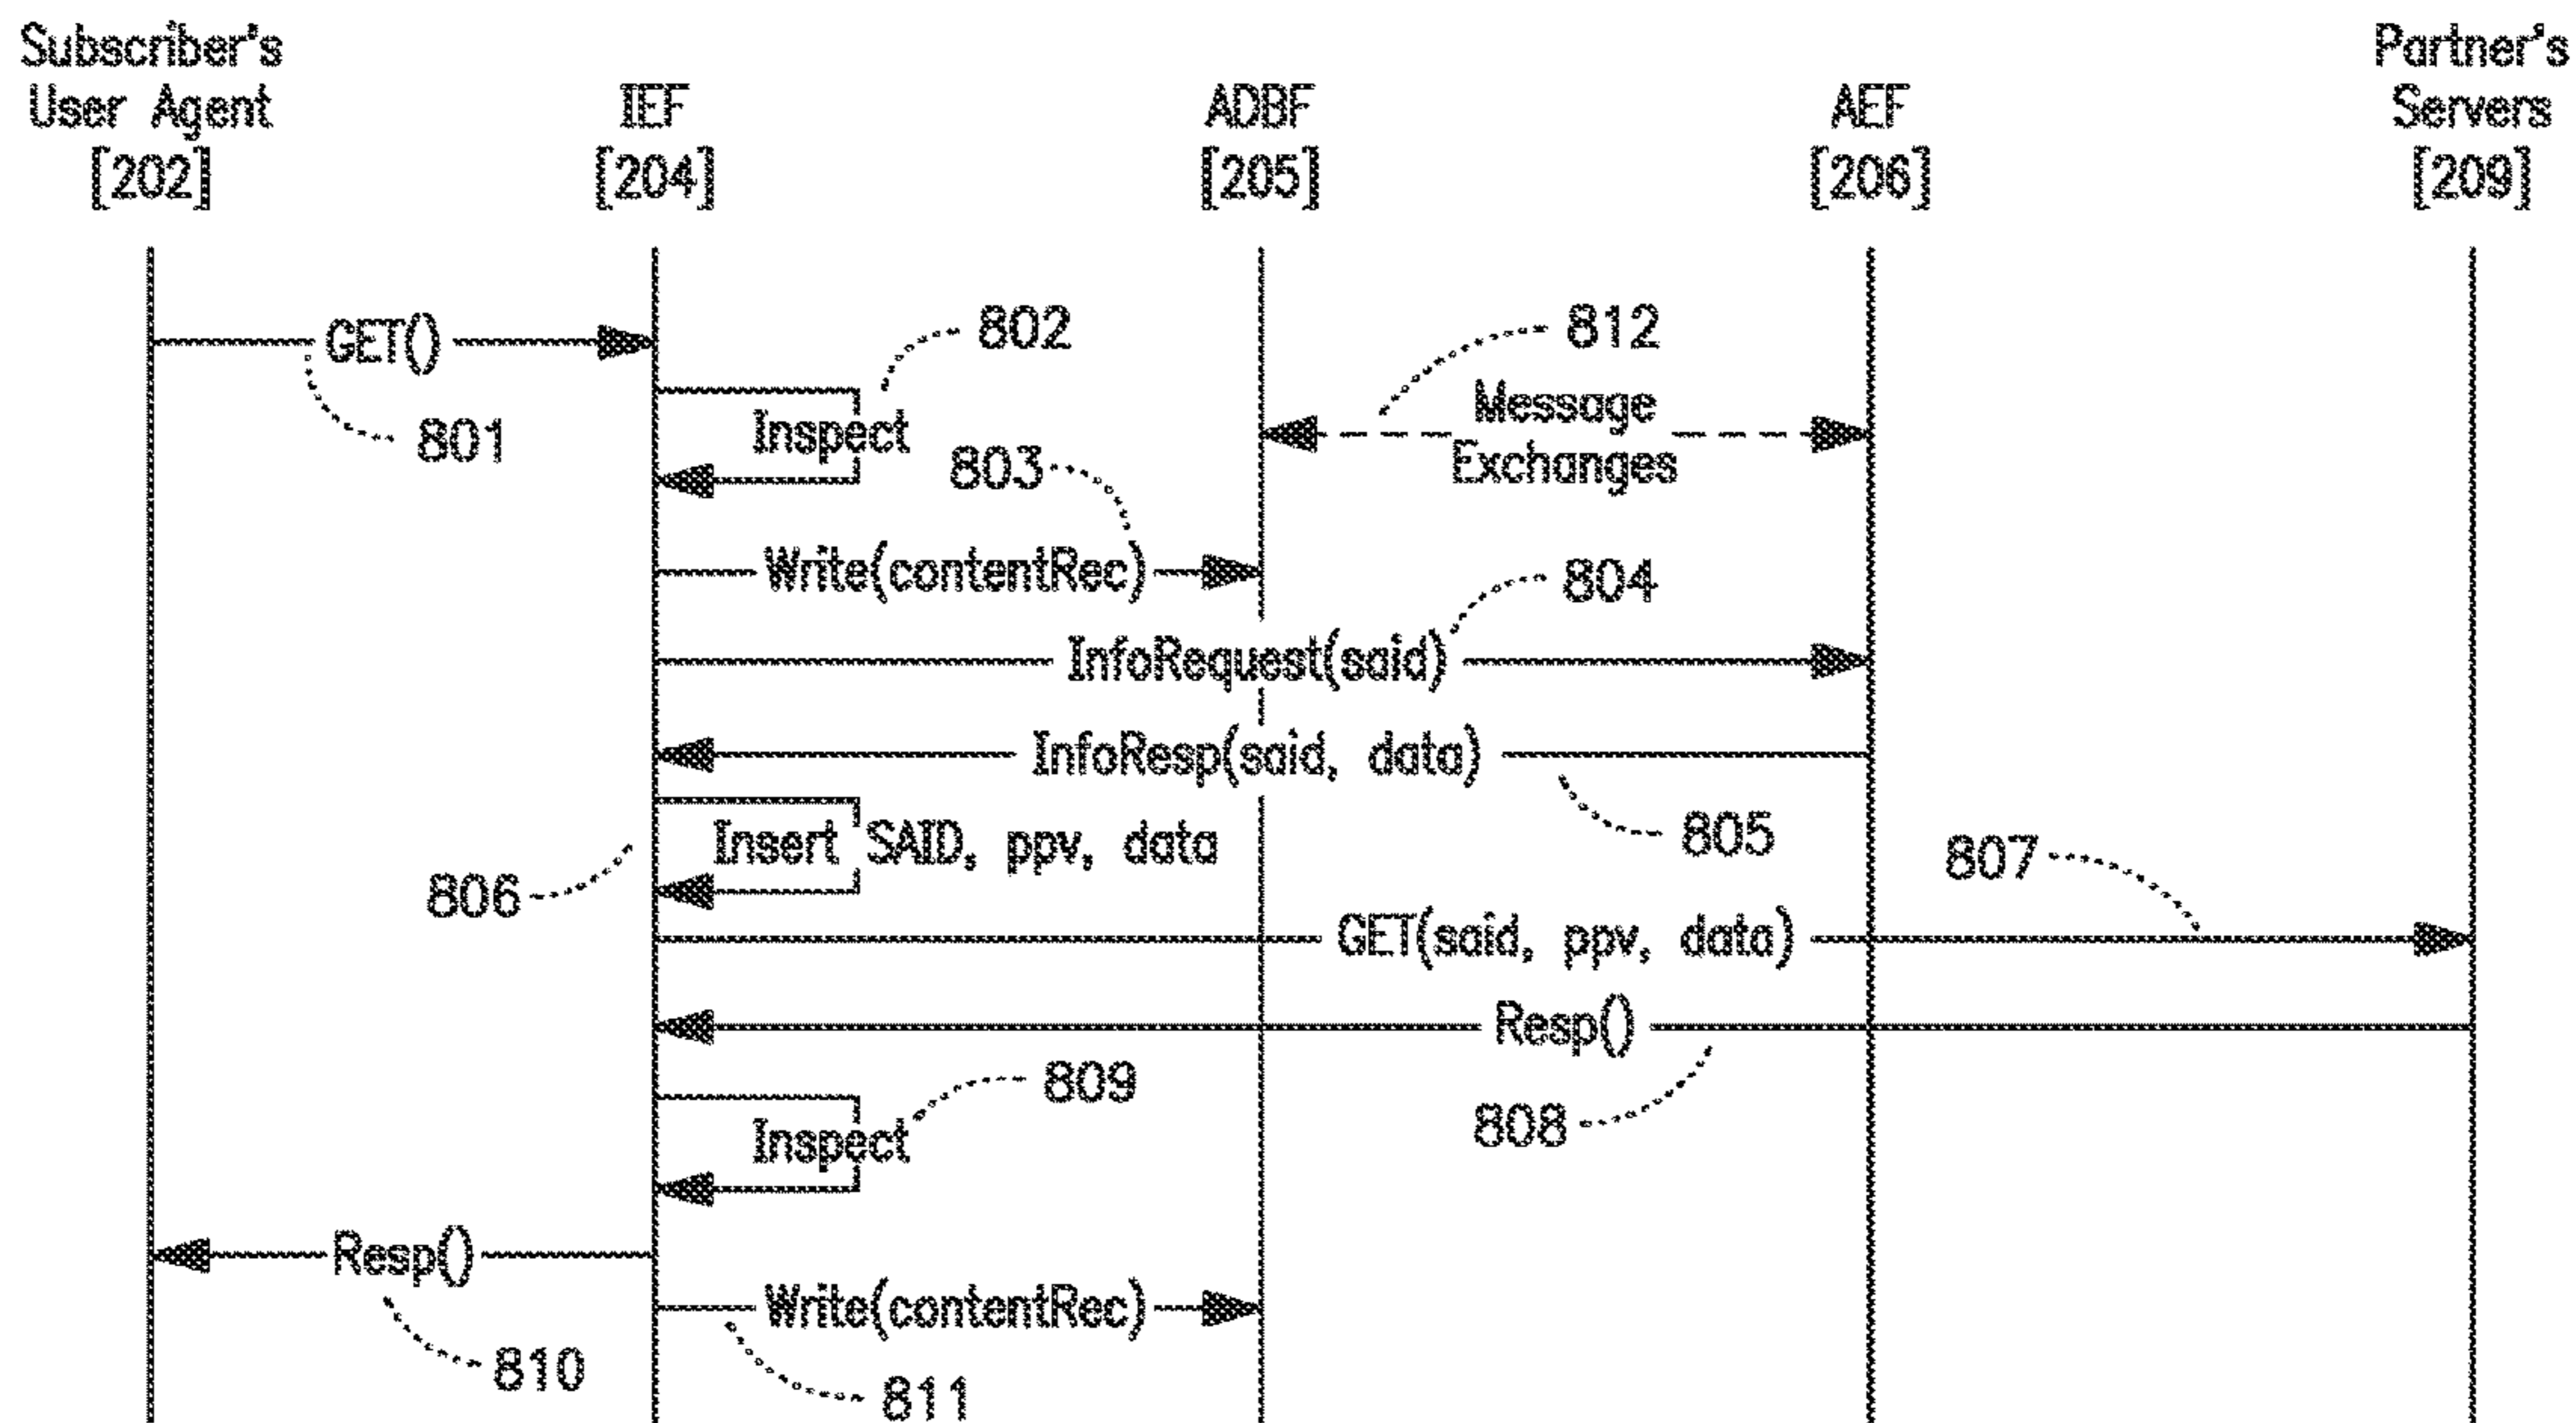 Subscriber's
User Agent
[202]
IEF
[204]
ADBF
[205]
AEF
[206]
Partner's
Servers
[209]
GET()
801
802
Inspect
812
Message
Exchanges
803
Write(contentRec)
804
InfoRequest(said)
InfoResp(said, data)
805
Insert SAID, ppv, data
806
807
GET(said, ppv, data)
Resp()
808
809
Inspect
Resp()
810
Write(contentRec)
811